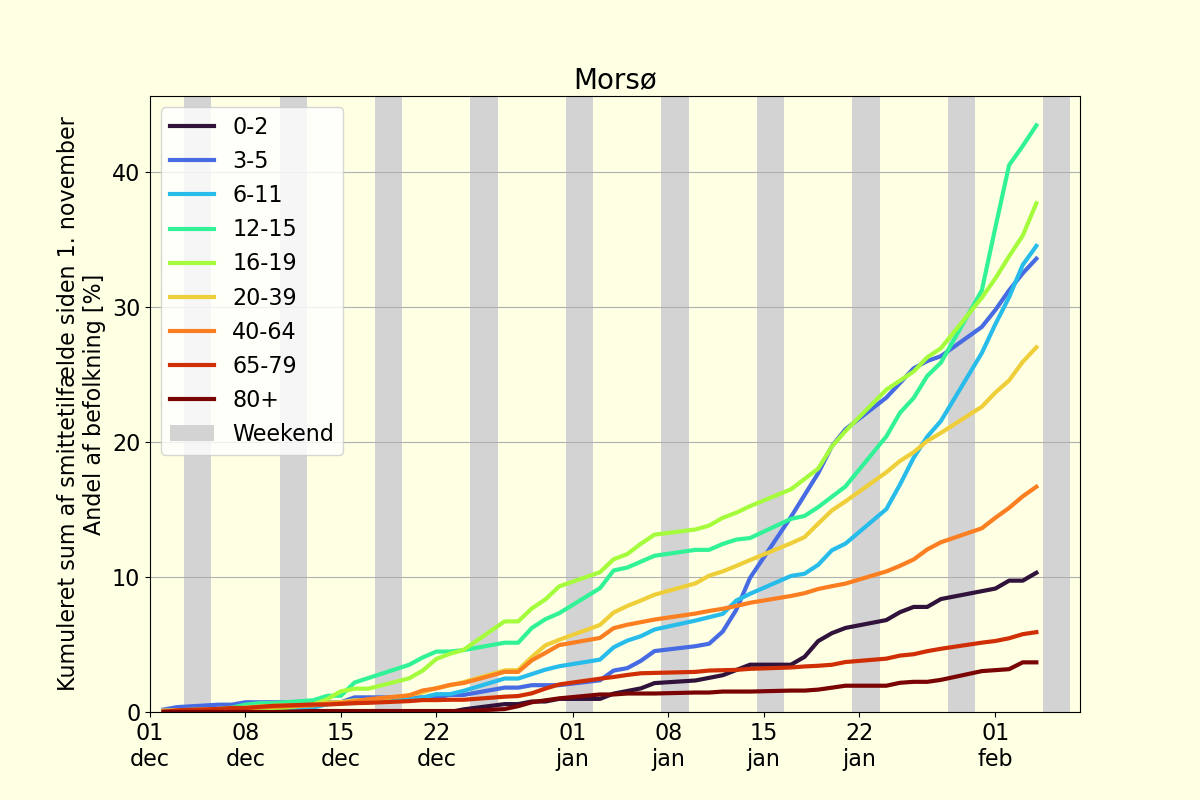 Morsø
Kumuleret sum af smittetilfælde siden 1. november
Andel af befolkning [%]
40
30
20
10
0
0-2
3-5
6-11
12-15
16-19
20-39
40-64
65-79
80+
Weekend
01 08 15 22 01 08 15 22 01
dec dec dec dec jan jan jan jan feb